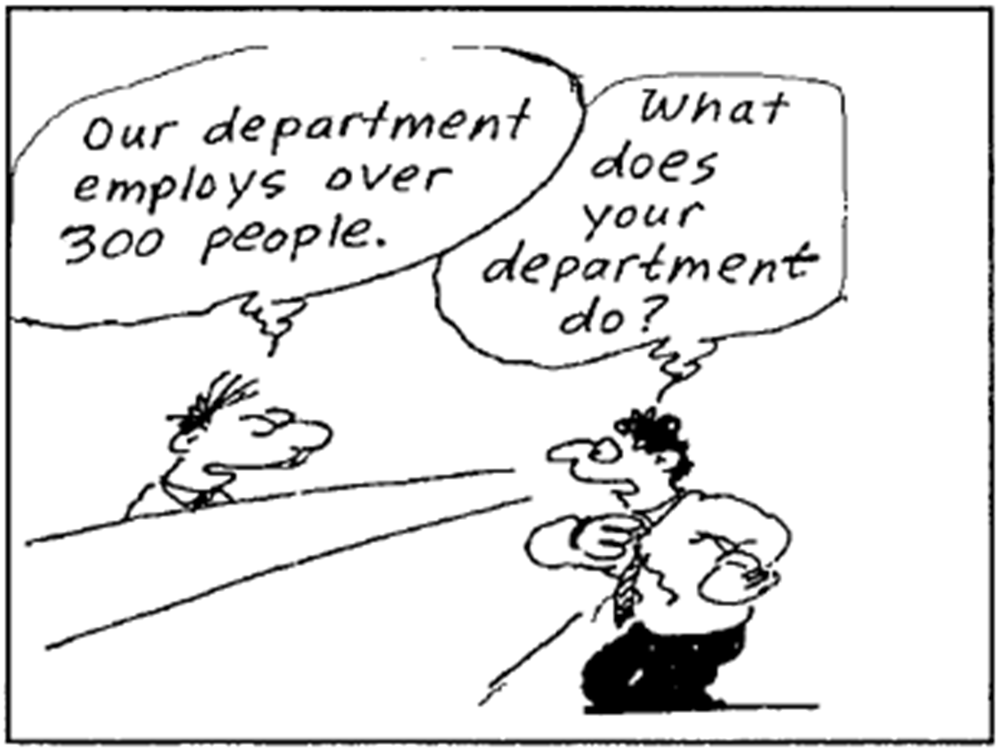 Our department
employs over
300 people.
What
does
your
department
do?